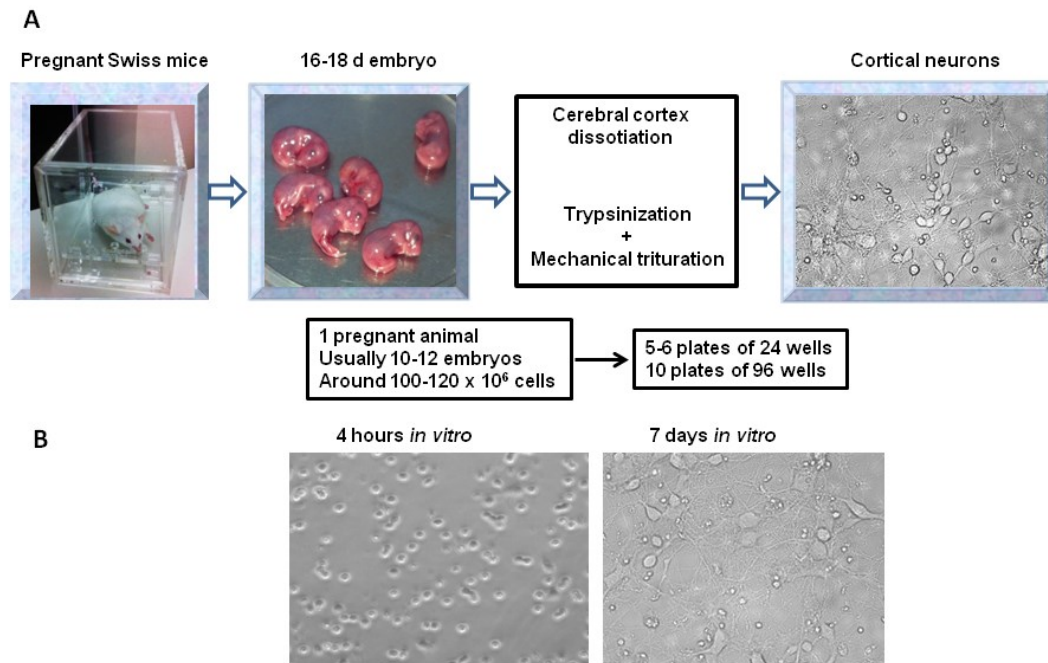 A
Pregnant Swiss mice
16-18 d embryo
Cortical neurons
Cerebral cortex
dissotiation
Trypsinization
+
Mechanical trituration
1 pregnant animal
Usually 10-12 embryos
Around 100-120 x 10⁶ cells
5-6 plates of 24 wells
10 plates of 96 wells
B
4 hours in vitro
7 days in vitro